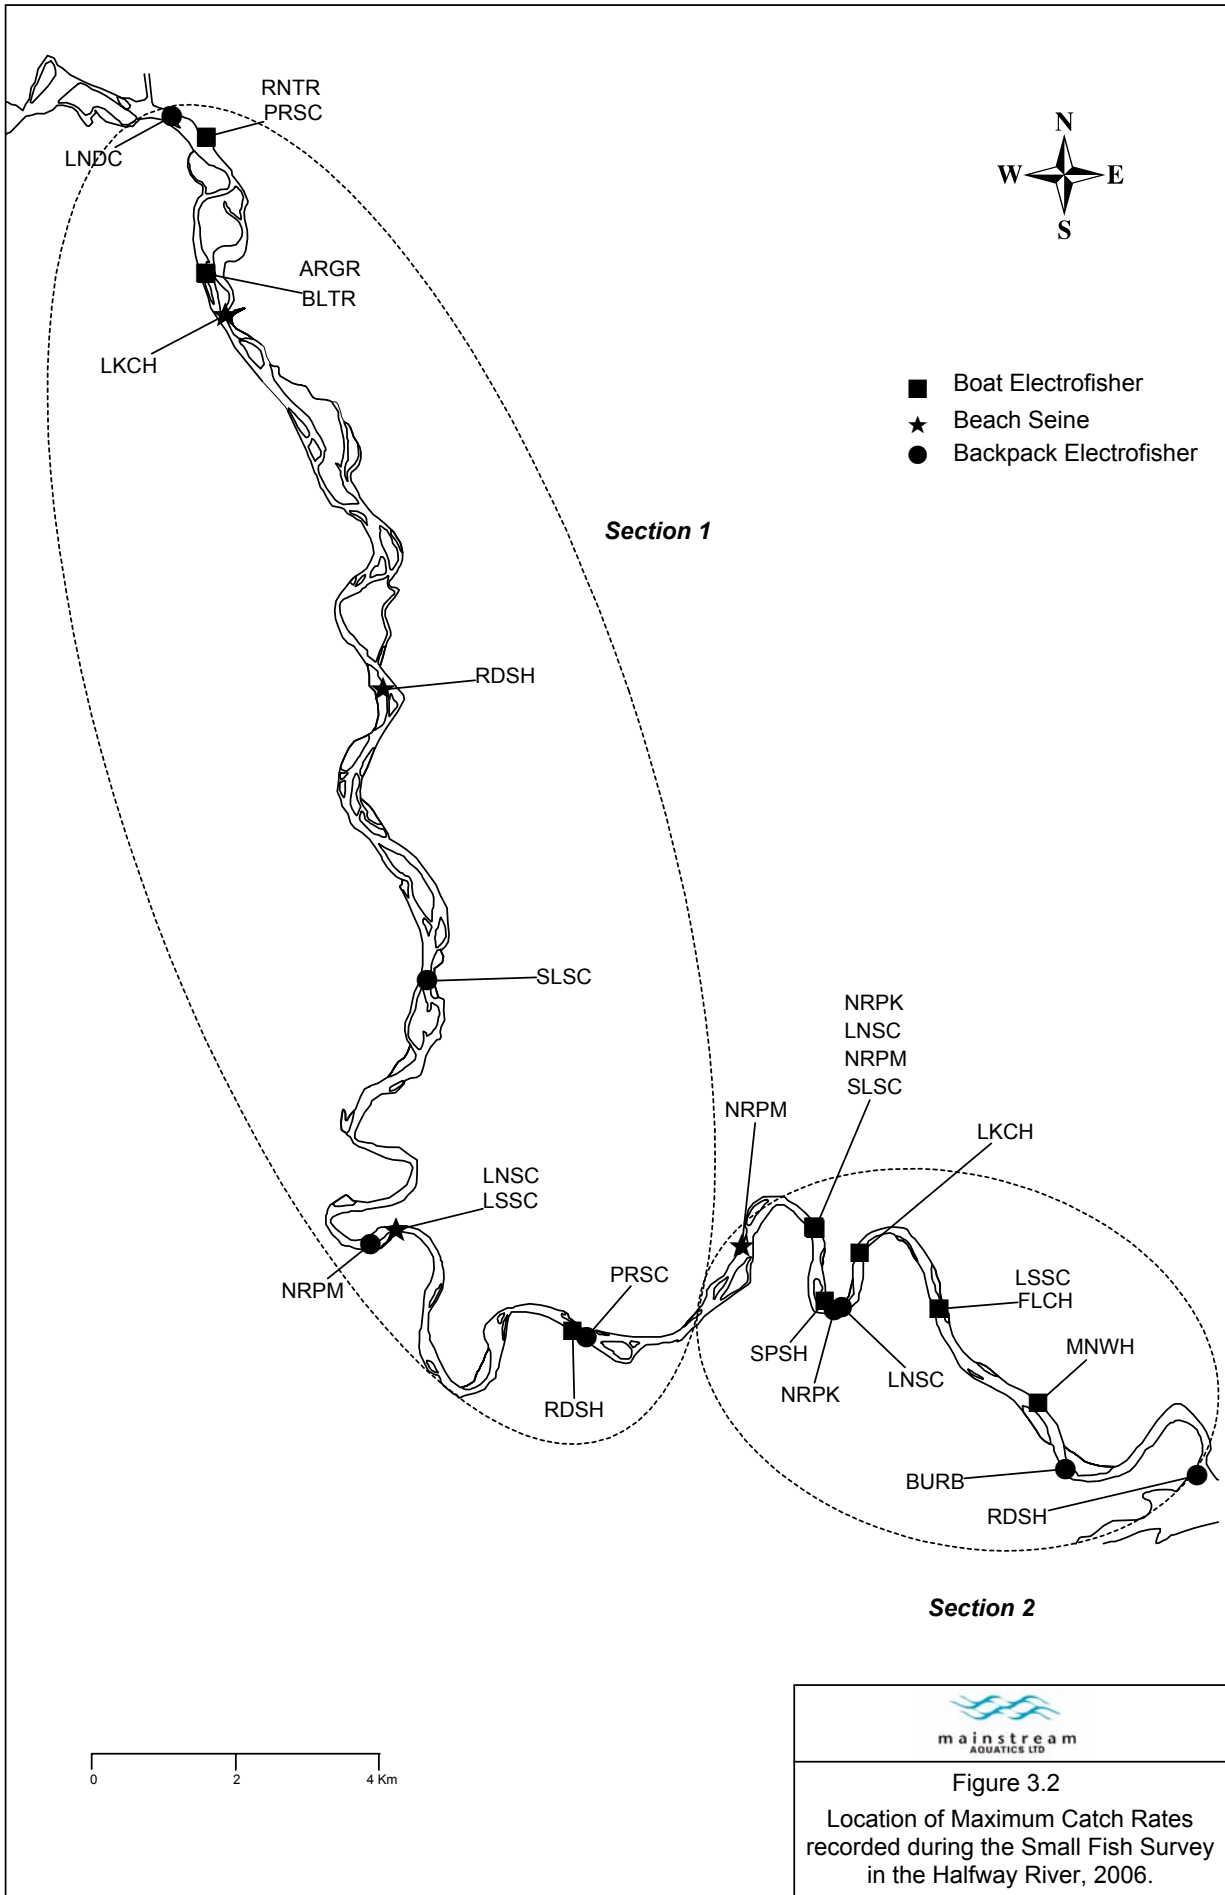 RNTR
PRSC
LNDC
N
W
E
S
ARGR
BLTR
LKCH
Boat Electrofisher
Beach Seine
Backpack Electrofisher
Section 1
RDSH
SLSC
NRPK
LNSC
NRPM
SLSC
NRPM
LKCH
LNSC
LSSC
NRPM
PRSC
RDSH
LSSC
FLCH
SPSH
NRPK
LNSC
MNWH
BURB
RDSH
Section 2
0
2
4 Km
mainstream
AQUATICS LTD
Figure 3.2
Location of Maximum Catch Rates
recorded during the Small Fish Survey
in the Halfway River, 2006.